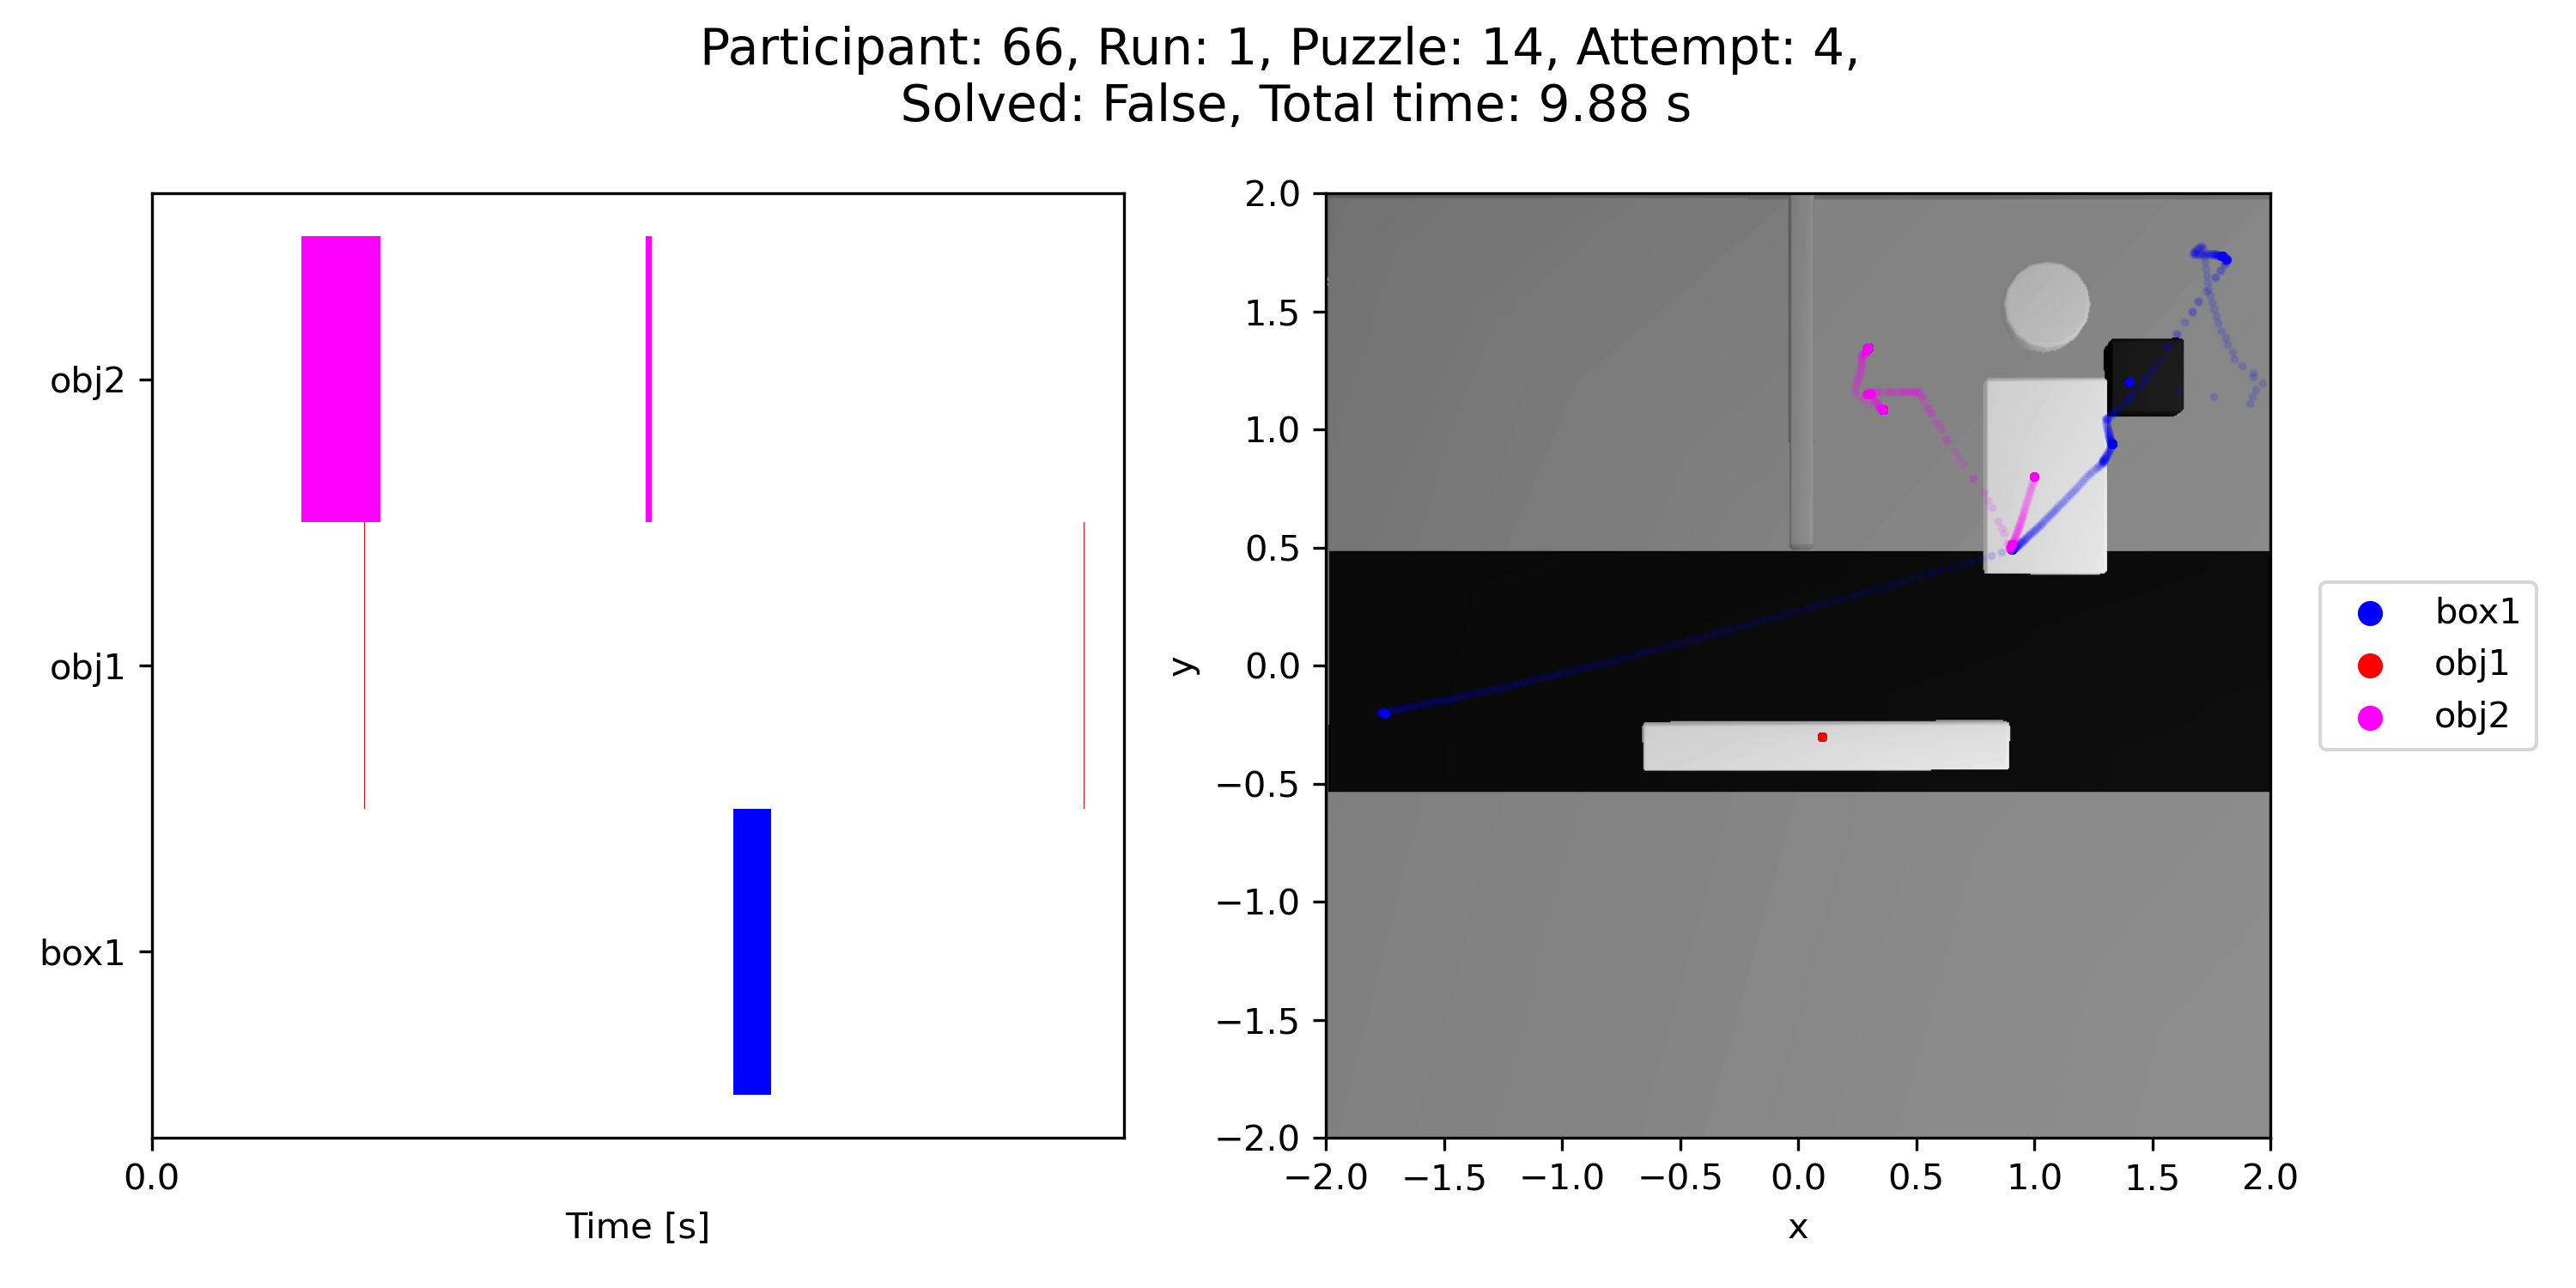 Participant: 66, Run: 1, Puzzle: 14, Attempt: 4,
Solved: False, Total time: 9.88 s
obj2
obj1
box1
0.0
Time [s]
2.0
1.5
1.0
0.5
0.0
−0.5
−1.0
−1.5
−2.0
y
−2.0 −1.5 −1.0 −0.5 0.0 0.5 1.0 1.5 2.0
x
box1
obj1
obj2